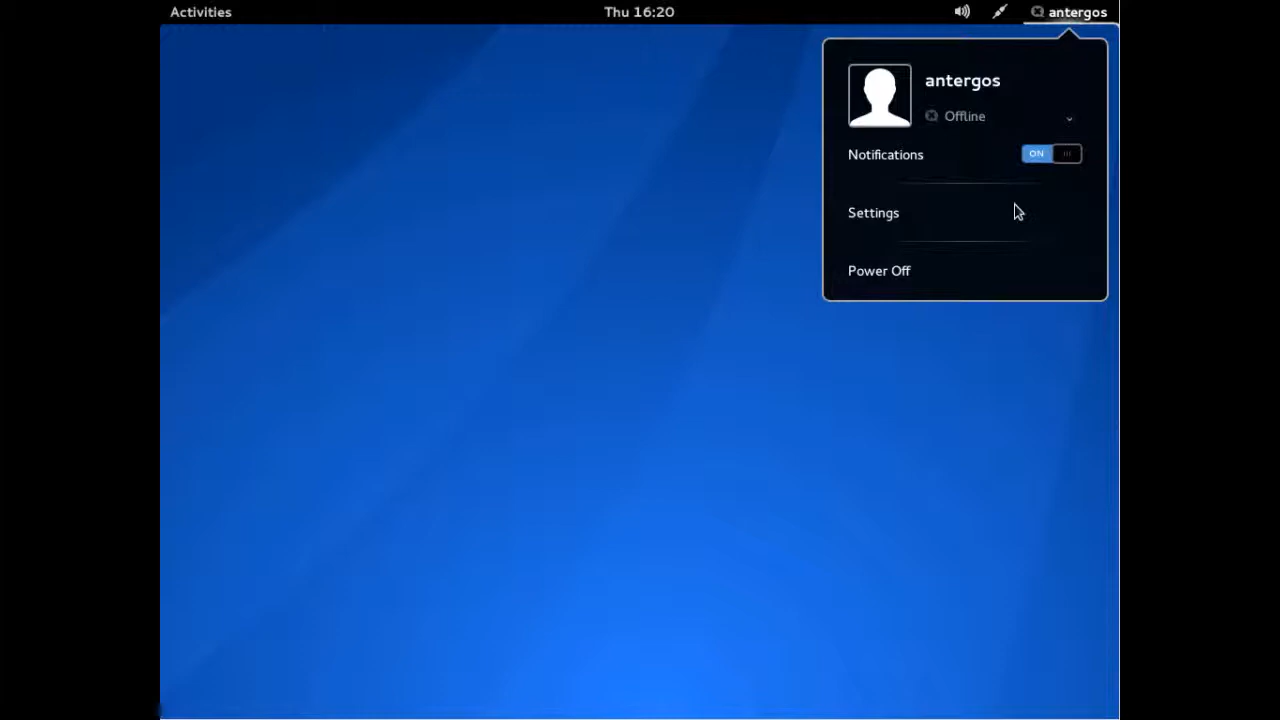 Activities
Thu 16:20
antergos
antergos
Offline
Notifications
ON
Settings
Power Off